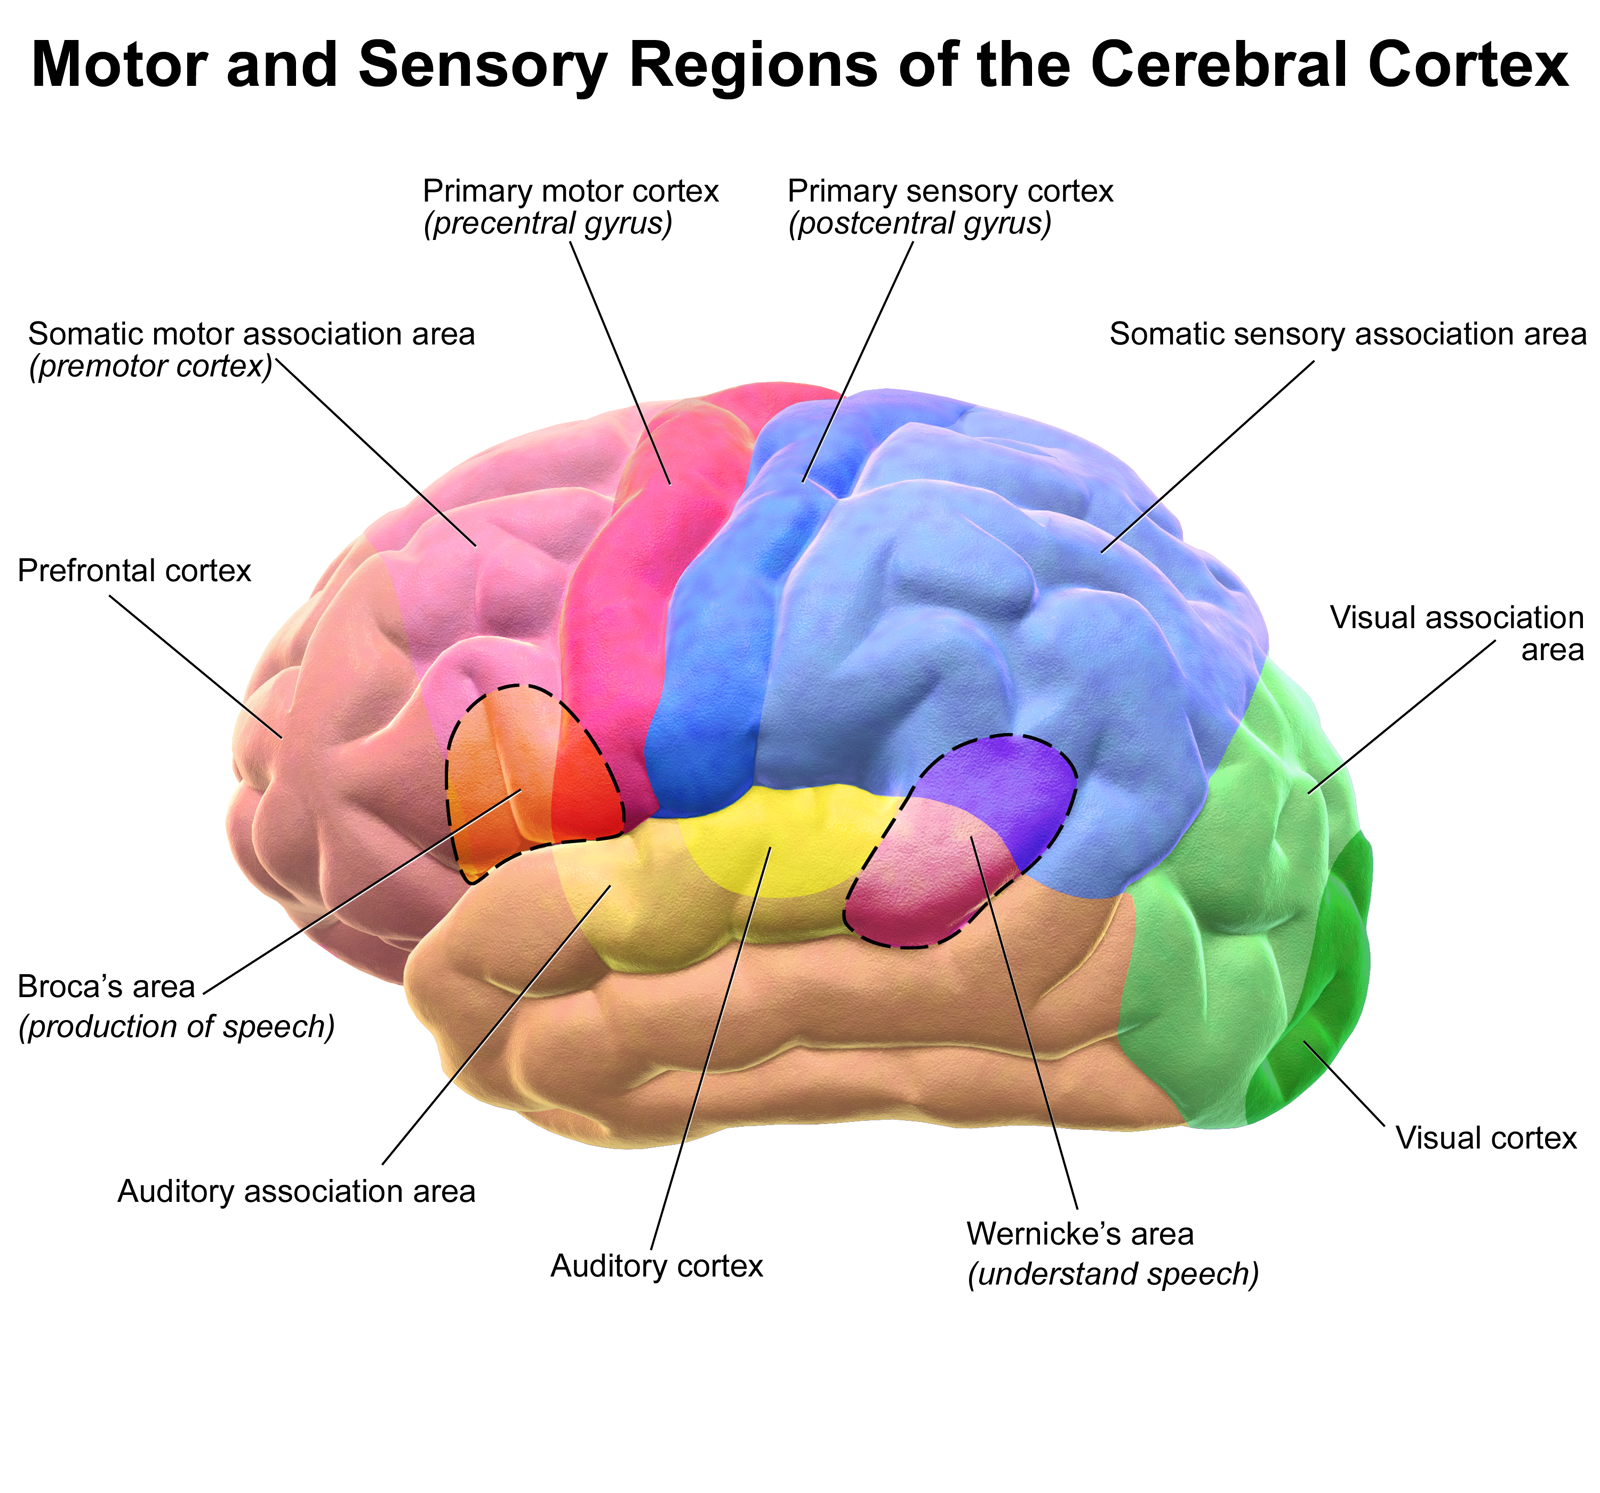 Motor and Sensory Regions of the Cerebral Cortex
Primary motor cortex
(precentral gyrus)
Primary sensory cortex
(postcentral gyrus)
Somatic motor association area
(premotor cortex)
Somatic sensory association area
Prefrontal cortex
Visual association
area
Broca’s area
(production of speech)
Visual cortex
Auditory association area
Auditory cortex
Wernicke’s area
(understand speech)